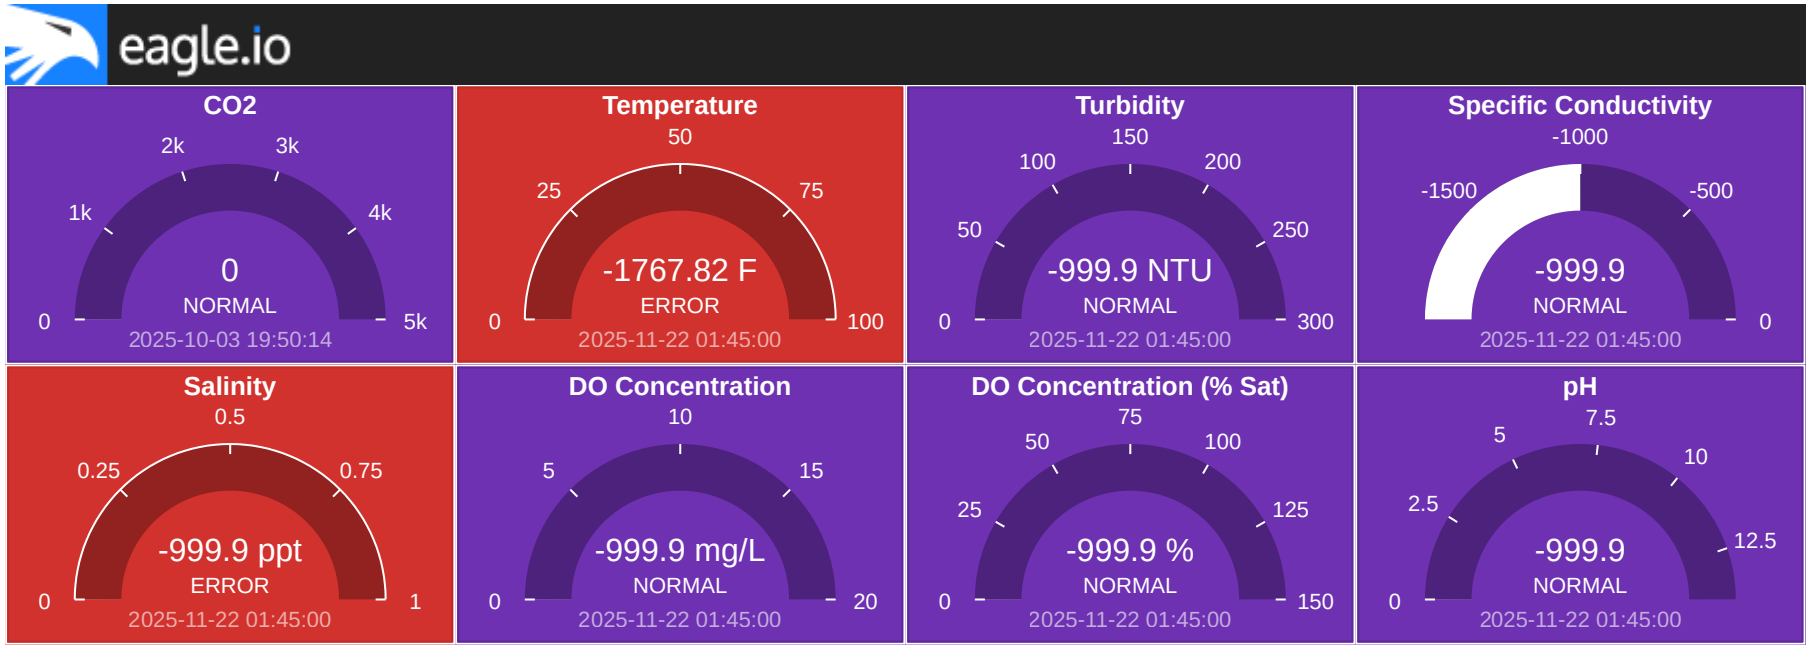 eagle.io
CO2
2k
3k
1k
4k
0
NORMAL
0
5k
2025-10-03 19:50:14
Temperature
50
25
75
-1767.82 F
ERROR
0
100
2025-11-22 01:45:00
Turbidity
150
100
200
50
250
-999.9 NTU
NORMAL
0
300
2025-11-22 01:45:00
Specific Conductivity
-1000
-1500
-500
-999.9
NORMAL
0
2025-11-22 01:45:00
Salinity
0.5
0.25
0.75
-999.9 ppt
ERROR
0
1
2025-11-22 01:45:00
DO Concentration
10
5
15
-999.9 mg/L
NORMAL
0
20
2025-11-22 01:45:00
DO Concentration (% Sat)
75
50
100
25
125
-999.9 %
NORMAL
0
150
2025-11-22 01:45:00
pH
7.5
5
10
2.5
12.5
-999.9
NORMAL
0
2025-11-22 01:45:00